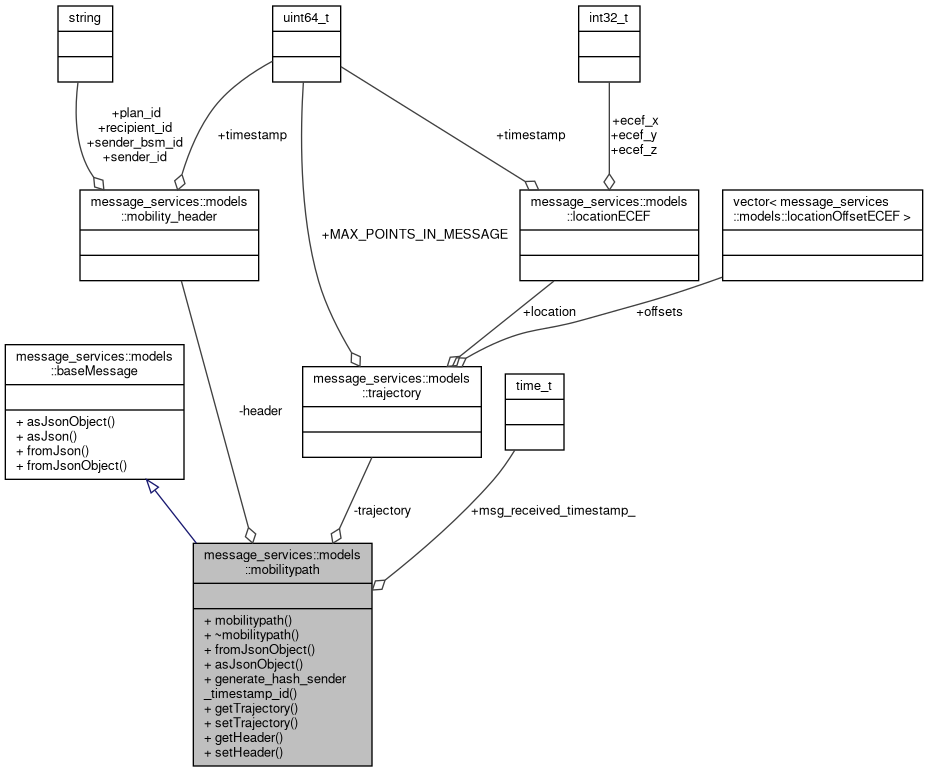 string
uint64_t
int32_t
+plan_id
+recipient_id
+sender_bsm_id
+sender_id
+timestamp
+timestamp
+ecef_x
+ecef_y
+ecef_z
message_services::models
::mobility_header
+MAX_POINTS_IN_MESSAGE
message_services::models
::locationECEF
vector< message_services
::models::locationOffsetECEF >
+location
+offsets
message_services::models
::baseMessage
+ asJsonObject()
+ asJson()
+ fromJson()
+ fromJsonObject()
-header
message_services::models
::trajectory
time_t
-trajectory
+msg_received_timestamp_
message_services::models
::mobilitypath
+ mobilitypath()
+ ~mobilitypath()
+ fromJsonObject()
+ asJsonObject()
+ generate_hash_sender
_timestamp_id()
+ getTrajectory()
+ setTrajectory()
+ getHeader()
+ setHeader()